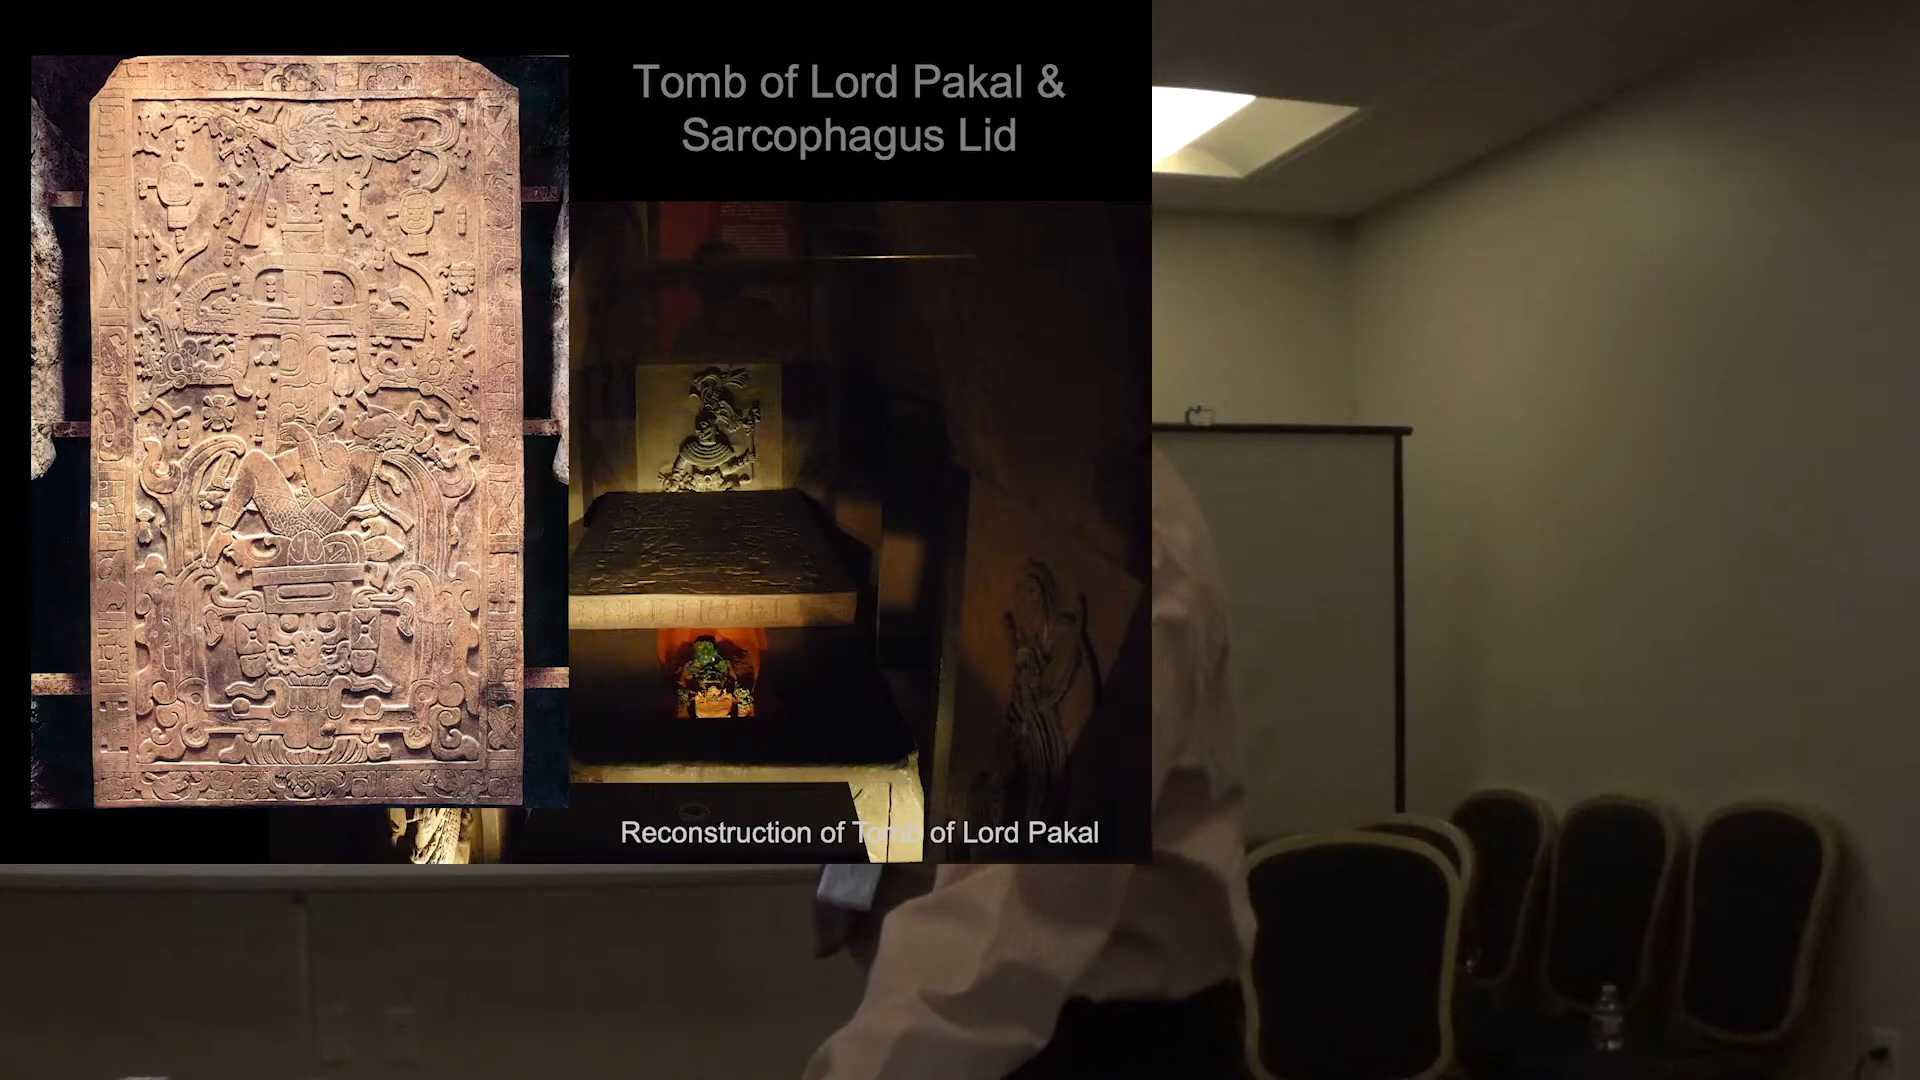 Tomb of Lord Pakal &
Sarcophagus Lid
Reconstruction of Tomb of Lord Pakal